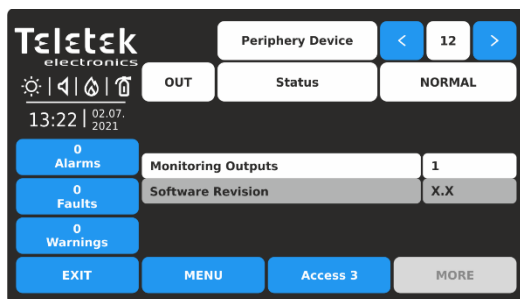 Teletek
electronics
Periphery Device
<
12
>
OUT
Status
NORMAL
13:22
02.07.
2021
0
Alarms
Monitoring Outputs
1
0
Faults
Software Revision
X.X
0
Warnings
EXIT
MENU
Access 3
MORE